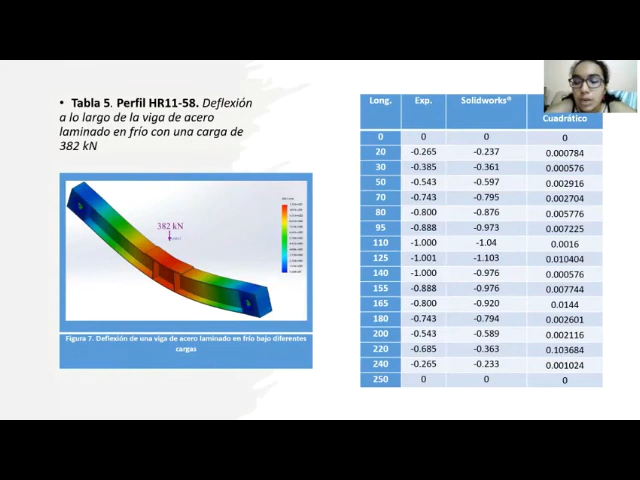 • Tabla 5. Perfil HR11-58. Deflexión
a lo largo de la viga de acero
laminado en frío con una carga de
382 kN
382 kN
Figura 7. Deflexión de una viga de acero laminado en frío bajo diferentes
cargas
Long. Exp. Solidworks® Cuadrático
0 0 0 0
20 -0.265 -0.237 0.000784
30 -0.385 -0.361 0.000576
50 -0.543 -0.597 0.002916
70 -0.743 -0.795 0.002704
80 -0.800 -0.876 0.005776
95 -0.888 -0.973 0.007225
110 -1.000 -1.04 0.0016
125 -1.001 -1.103 0.010404
140 -1.000 -0.976 0.000576
155 -0.888 -0.976 0.007744
165 -0.800 -0.920 0.0144
180 -0.743 -0.794 0.002601
200 -0.543 -0.589 0.002116
220 -0.685 -0.363 0.103684
240 -0.265 -0.233 0.001024
250 0 0 0